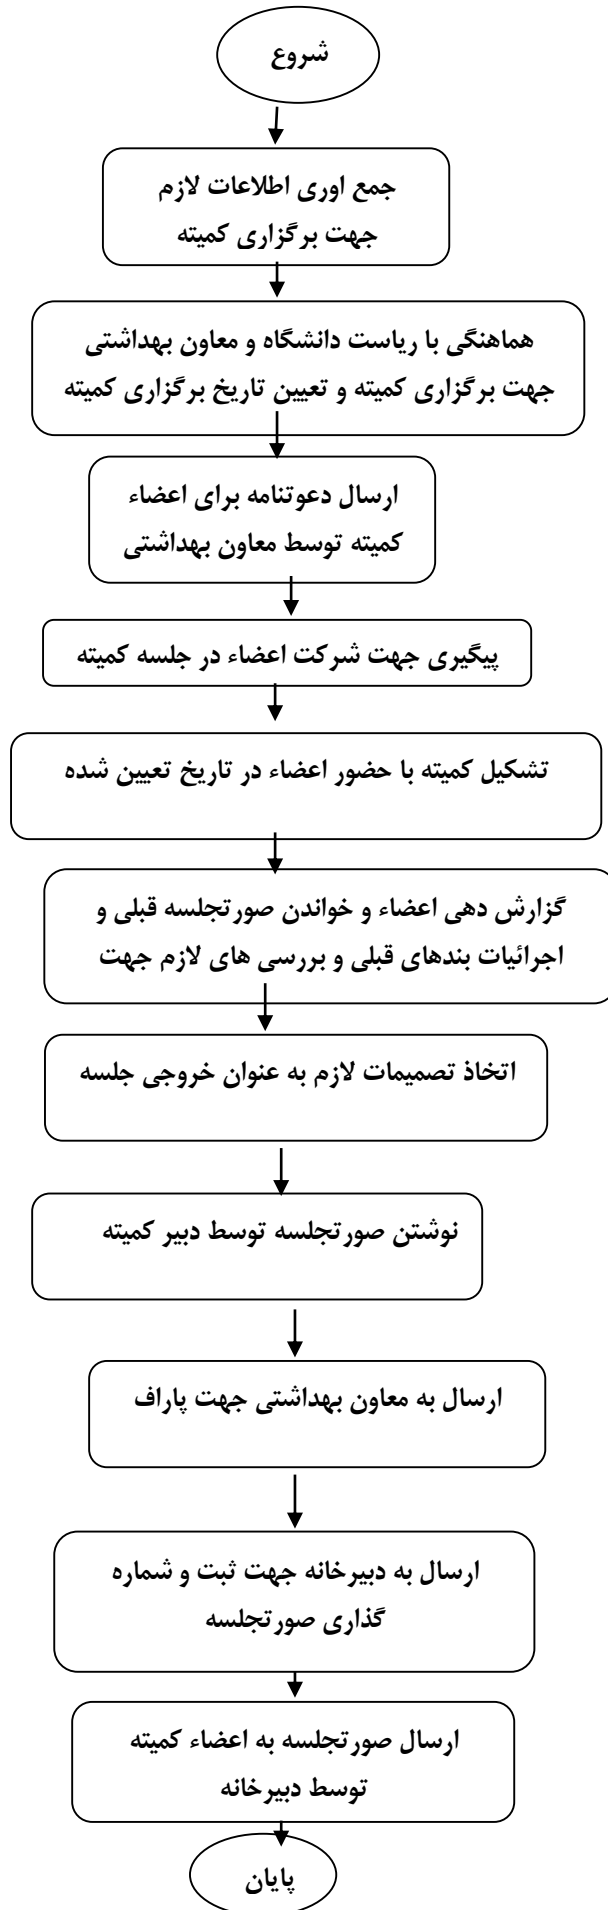 شروع
جمع اوری اطلاعات لازم
جهت برگزاری کمیته
هماهنگی با ریاست دانشگاه و معاون بهداشتی
جهت برگزاری کمیته و تعیین تاریخ برگزاری کمیته
ارسال دعوتنامه برای اعضاء
کمیته توسط معاون بهداشتی
پیگیری جهت شرکت اعضاء در جلسه کمیته
تشکیل کمیته با حضور اعضاء در تاریخ تعیین شده
گزارش دهی اعضاء و خواندن صورتجلسه قبلی و
اجرائیات بندهای قبلی و بررسی های لازم جهت
اتخاذ تصمیمات لازم به عنوان خروجی جلسه
نوشتن صورتجلسه توسط دبیر کمیته
ارسال به معاون بهداشتی جهت پاراف
ارسال به دبیرخانه جهت ثبت و شماره
گذاری صورتجلسه
ارسال صورتجلسه به اعضاء کمیته
توسط دبیرخانه
پایان